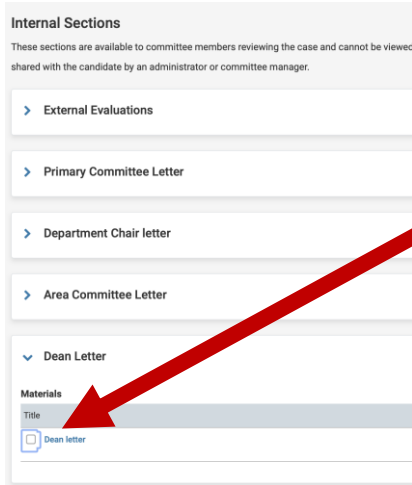 Internal Sections
These sections are available to committee members reviewing the case and cannot be viewed
shared with the candidate by an administrator or committee manager.
External Evaluations
Primary Committee Letter
Department Chair letter
Area Committee Letter
Dean Letter
Materials
Title
Dean letter